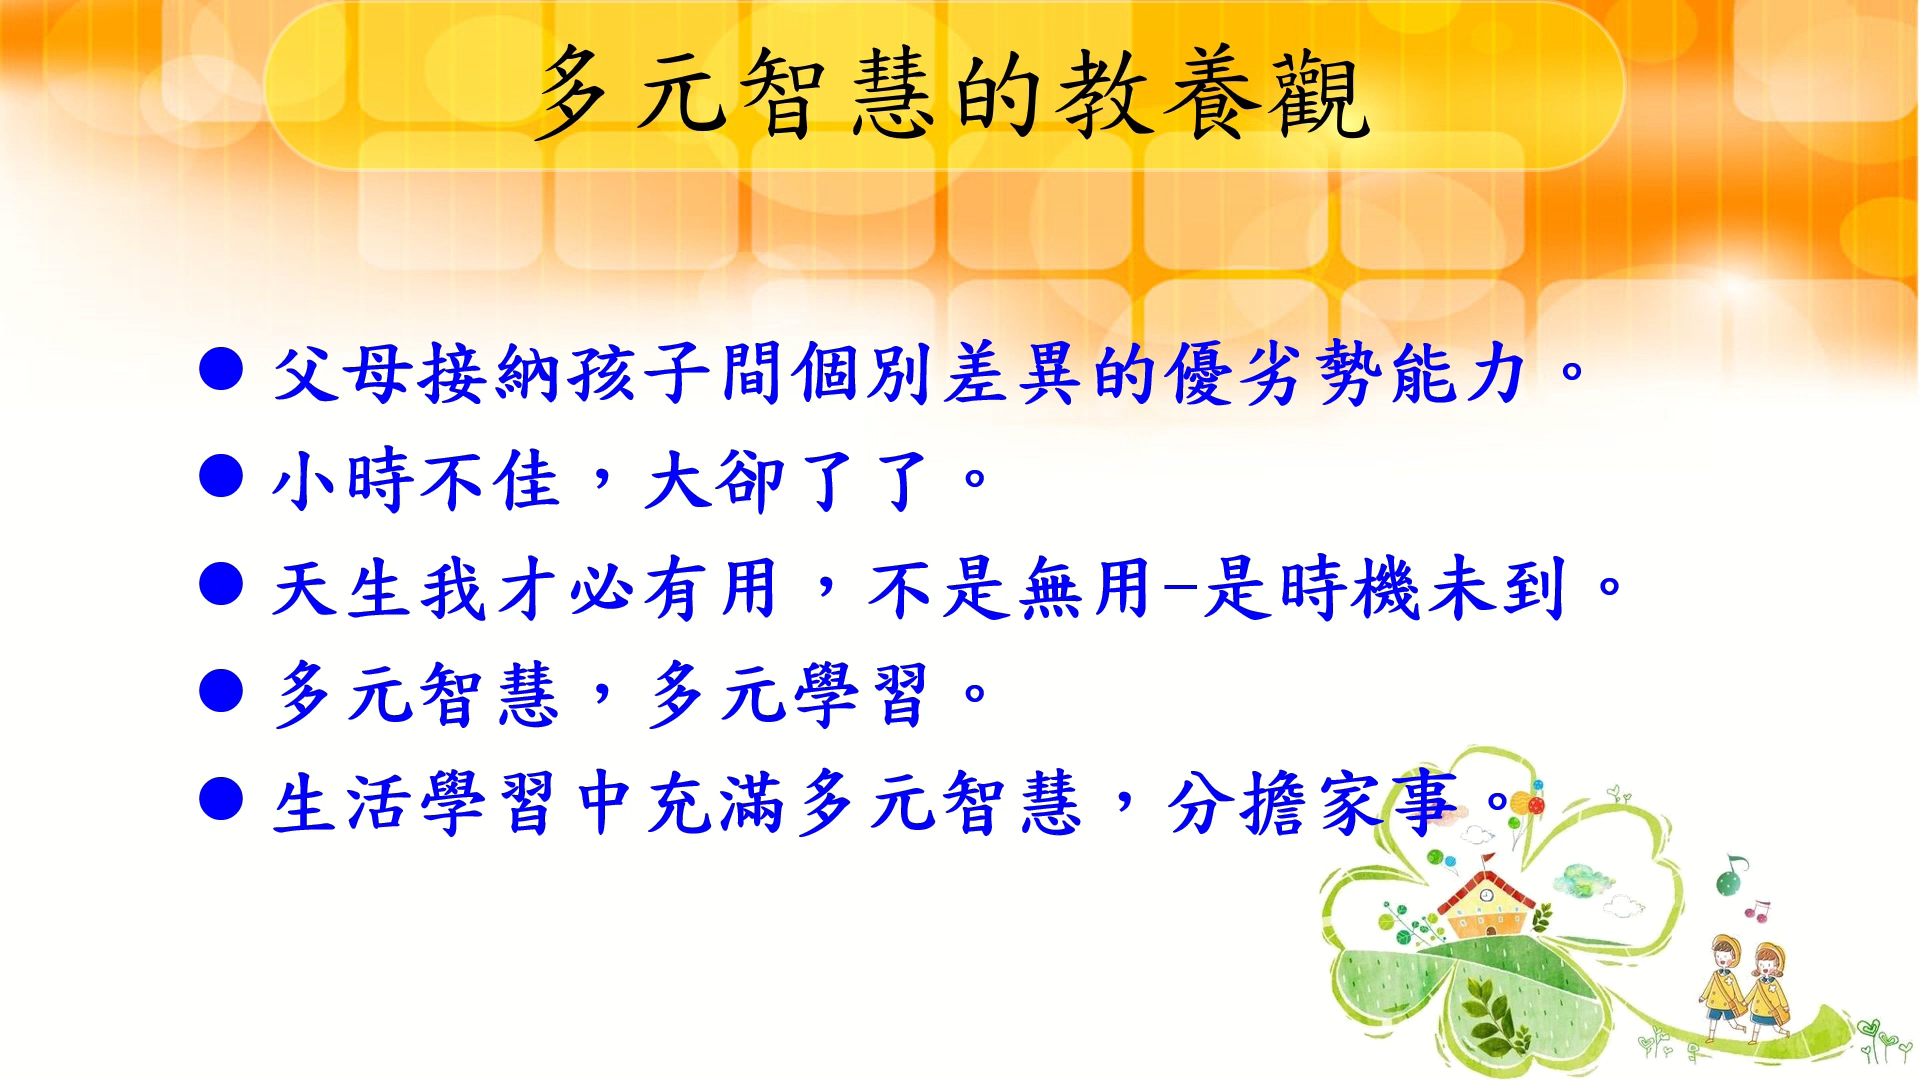 多元智慧的教養觀
● 父母接納孩子間個別差異的優劣勢能力。
● 小時不佳，大卻了了。
● 天生我才必有用，不是無用-是時機未到。
● 多元智慧，多元學習。
● 生活學習中充滿多元智慧，分擔家事。